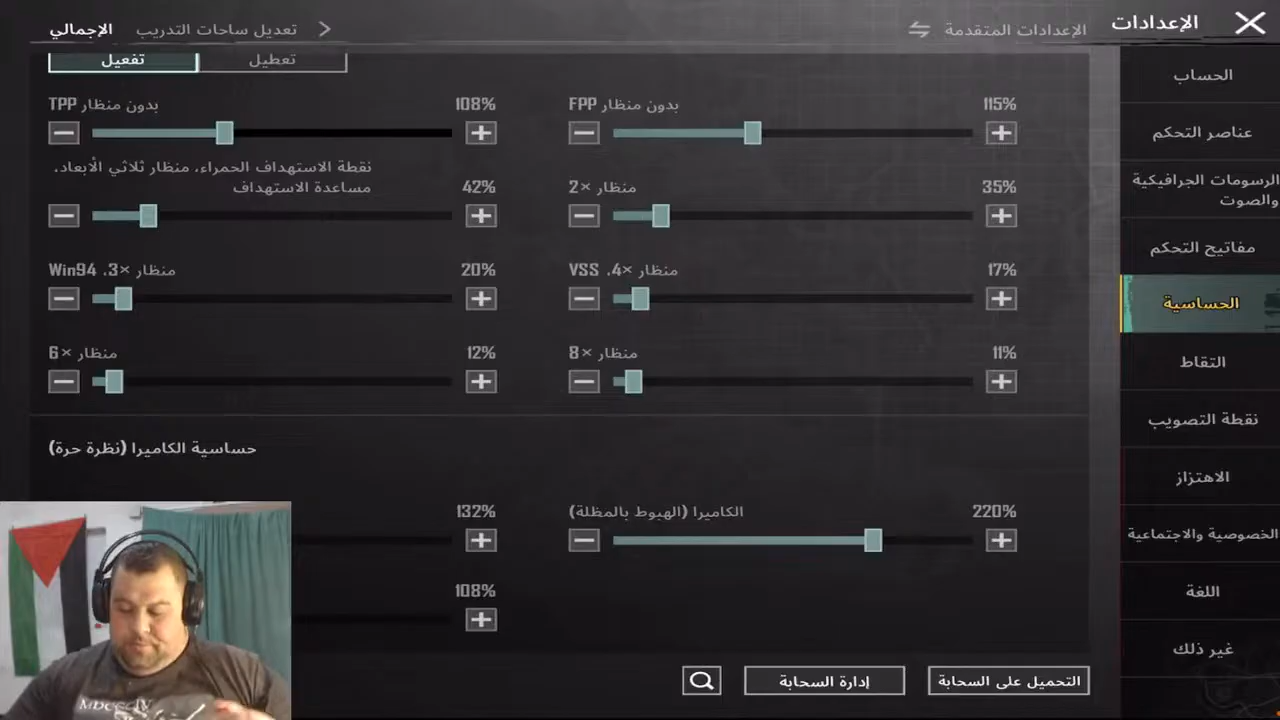 الإعدادات
الإعدادات المتقدمة
تعديل ساحات التدريب
الإجمالي
تفعيل
تعطيل
بدون منظار TPP
108%
بدون منظار FPP
115%
نقطة الاستهداف الحمراء، منظار ثلاثي الأبعاد،
مساعدة الاستهداف
42%
منظار ×2
35%
منظار ×3، Win94
20%
منظار ×4، VSS
17%
منظار ×6
12%
منظار ×8
11%
حساسية الكاميرا (نظرة حرة)
132%
الكاميرا (الهبوط بالمظلة)
220%
108%
إدارة السحابة
التحميل على السحابة
الحساب
عناصر التحكم
الرسومات الجرافيكية
والصوت
مفاتيح التحكم
الحساسية
التقاط
نقطة التصويب
الاهتزاز
الخصوصية والاجتماعية
اللغة
غير ذلك